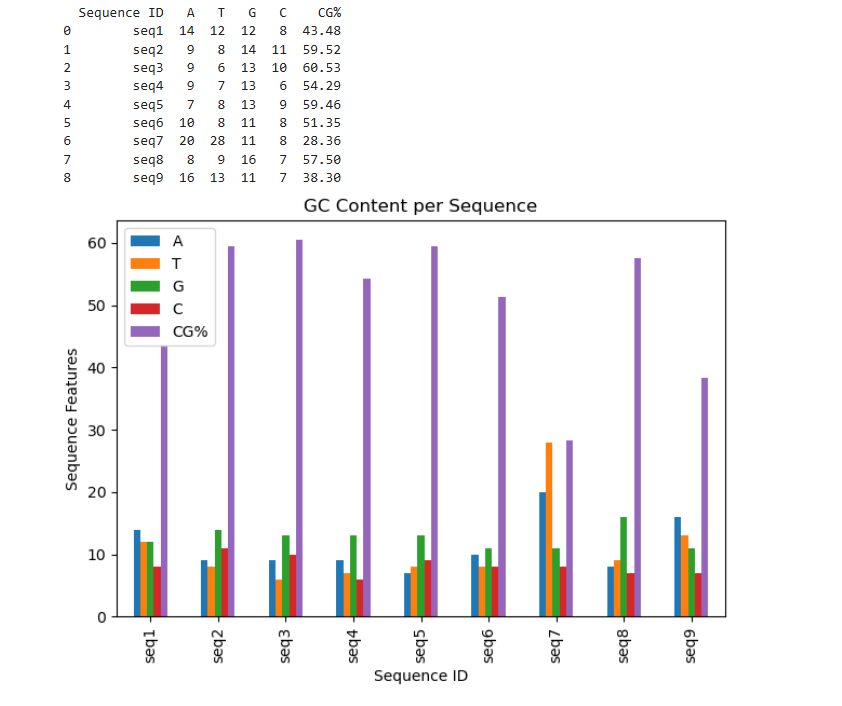 Sequence ID A T G C CG%
0 seq1 14 12 12 8 43.48
1 seq2 9 8 14 11 59.52
2 seq3 9 6 13 10 60.53
3 seq4 9 7 13 6 54.29
4 seq5 7 8 13 9 59.46
5 seq6 10 8 11 8 51.35
6 seq7 20 28 11 8 28.36
7 seq8 8 9 16 7 57.50
8 seq9 16 13 11 7 38.30
GC Content per Sequence
A
T
G
C
CG%
60
50
40
30
20
10
0
Sequence Features
seq1 seq2 seq3 seq4 seq5 seq6 seq7 seq8 seq9
Sequence ID